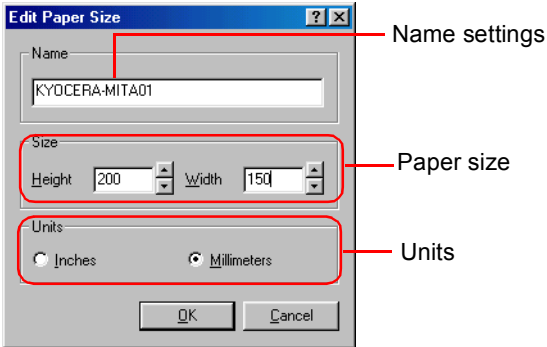 Edit Paper Size
Name settings
Name
KYOCERA-MITA01
Size
Height 200 Width 150
Paper size
Units
Units
Inches Millimeters
OK Cancel